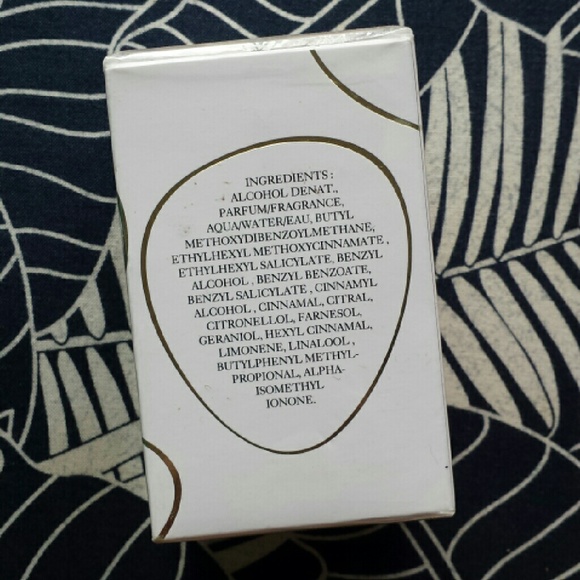 INGREDIENTS :
ALCOHOL DENAT.,
PARFUM/FRAGRANCE,
AQUA/WATER/EAU, BUTYL
METHOXYDIBENZOYLMETHANE,
ETHYLHEXYL METHOXYCINNAMATE ,
ETHYLHEXYL SALICYLATE, BENZYL
ALCOHOL , BENZYL BENZOATE,
BENZYL SALICYLATE , CINNAMYL
ALCOHOL , CINNAMAL, CITRAL,
CITRONELLOL, FARNESOL,
GERANIOL, HEXYL CINNAMAL,
LIMONENE, LINALOOL ,
BUTYLPHENYL METHYL-
PROPIONAL, ALPHA-
ISOMETHYL
IONONE.